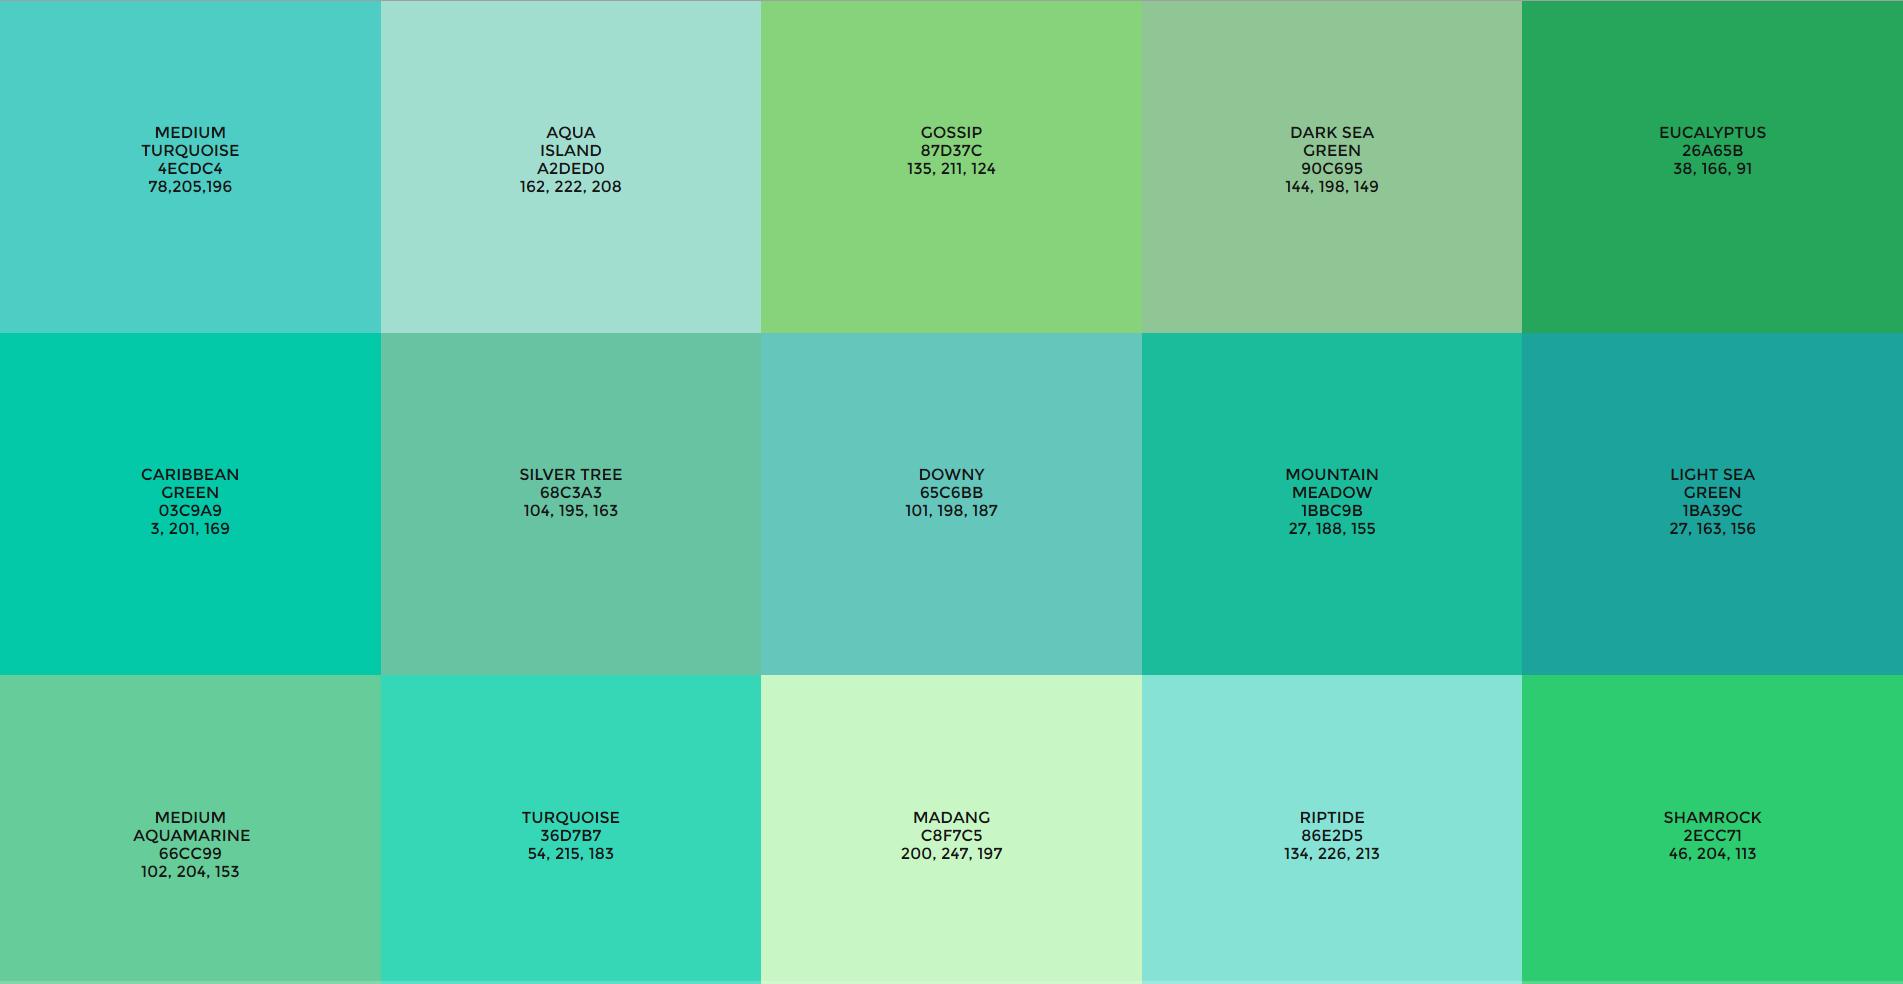 MEDIUM
TURQUOISE
4ECDC4
78,205,196
AQUA
ISLAND
A2DED0
162, 222, 208
GOSSIP
87D37C
135, 211, 124
DARK SEA
GREEN
90C695
144, 198, 149
EUCALYPTUS
26A65B
38, 166, 91
CARIBBEAN
GREEN
03C9A9
3, 201, 169
SILVER TREE
68C3A3
104, 195, 163
DOWNY
65C6BB
101, 198, 187
MOUNTAIN
MEADOW
1BBC9B
27, 188, 155
LIGHT SEA
GREEN
1BA39C
27, 163, 156
MEDIUM
AQUAMARINE
66CC99
102, 204, 153
TURQUOISE
36D7B7
54, 215, 183
MADANG
C8F7C5
200, 247, 197
RIPTIDE
86E2D5
134, 226, 213
SHAMROCK
2ECC71
46, 204, 113